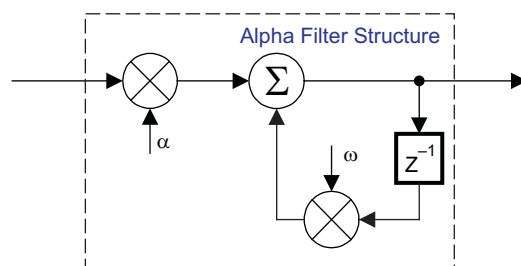 Alpha Filter Structure
Σ
α
ω
z⁻¹